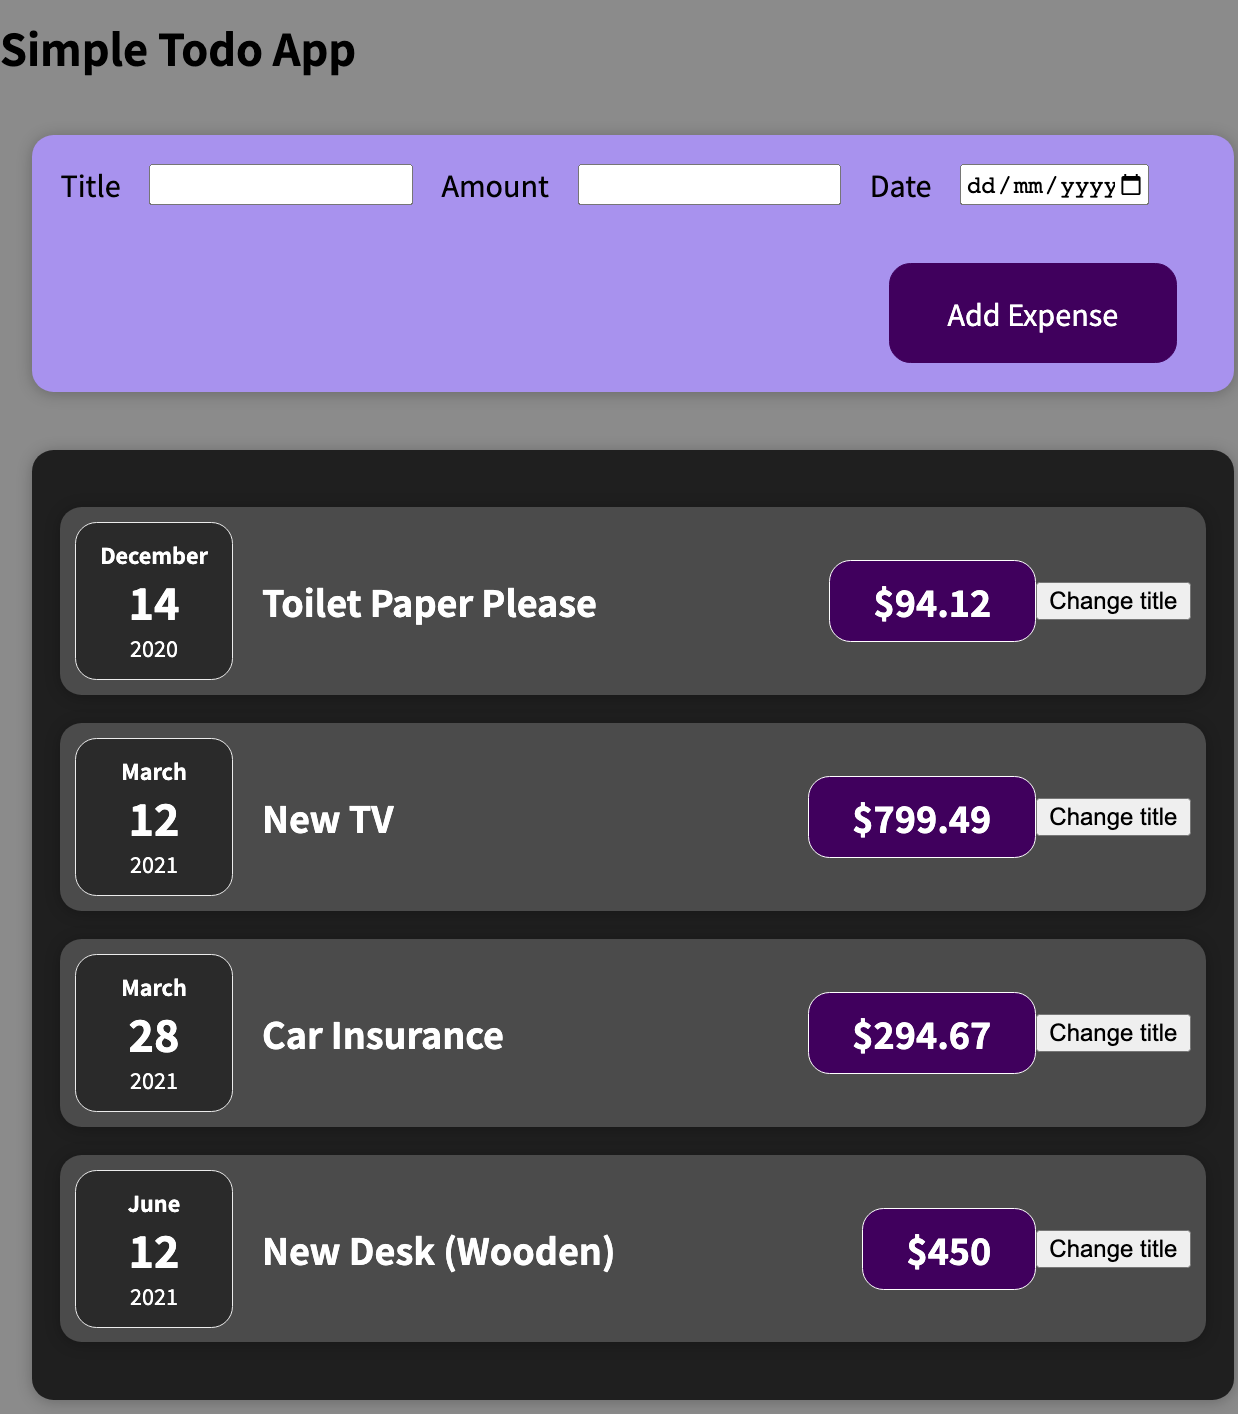 Simple Todo App
Title Amount Date dd/mm/yyyy
Add Expense
December
14
2020
Toilet Paper Please
$94.12
Change title
March
12
2021
New TV
$799.49
Change title
March
28
2021
Car Insurance
$294.67
Change title
June
12
2021
New Desk (Wooden)
$450
Change title